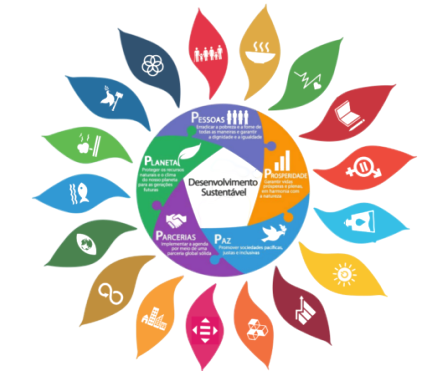 PESSOAS
Erradicar a pobreza e a fome de
todas as maneiras e garantir
a dignidade e a igualdade
PLANETA
Proteger os recursos
naturais e o clima
do nosso planeta
para as gerações
futuras
PROSPERIDADE
Garantir vidas
prósperas e plenas,
em harmonia com
a natureza
Desenvolvimento
Sustentável
PARCERIAS
Implementar a agenda
por meio de uma
parceria global sólida
PAZ
Promover sociedades pacíficas,
justas e inclusivas